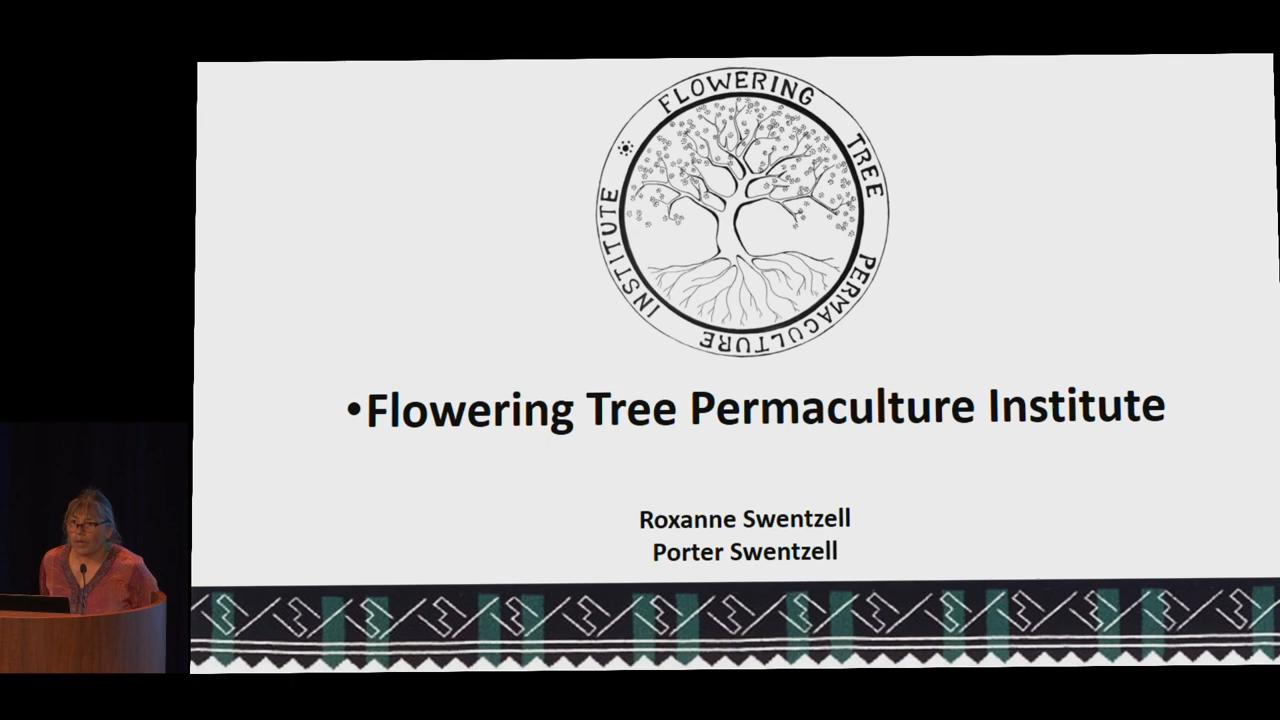 FLOWERING TREE PERMACULTURE INSTITUTE
•Flowering Tree Permaculture Institute
Roxanne Swentzell
Porter Swentzell